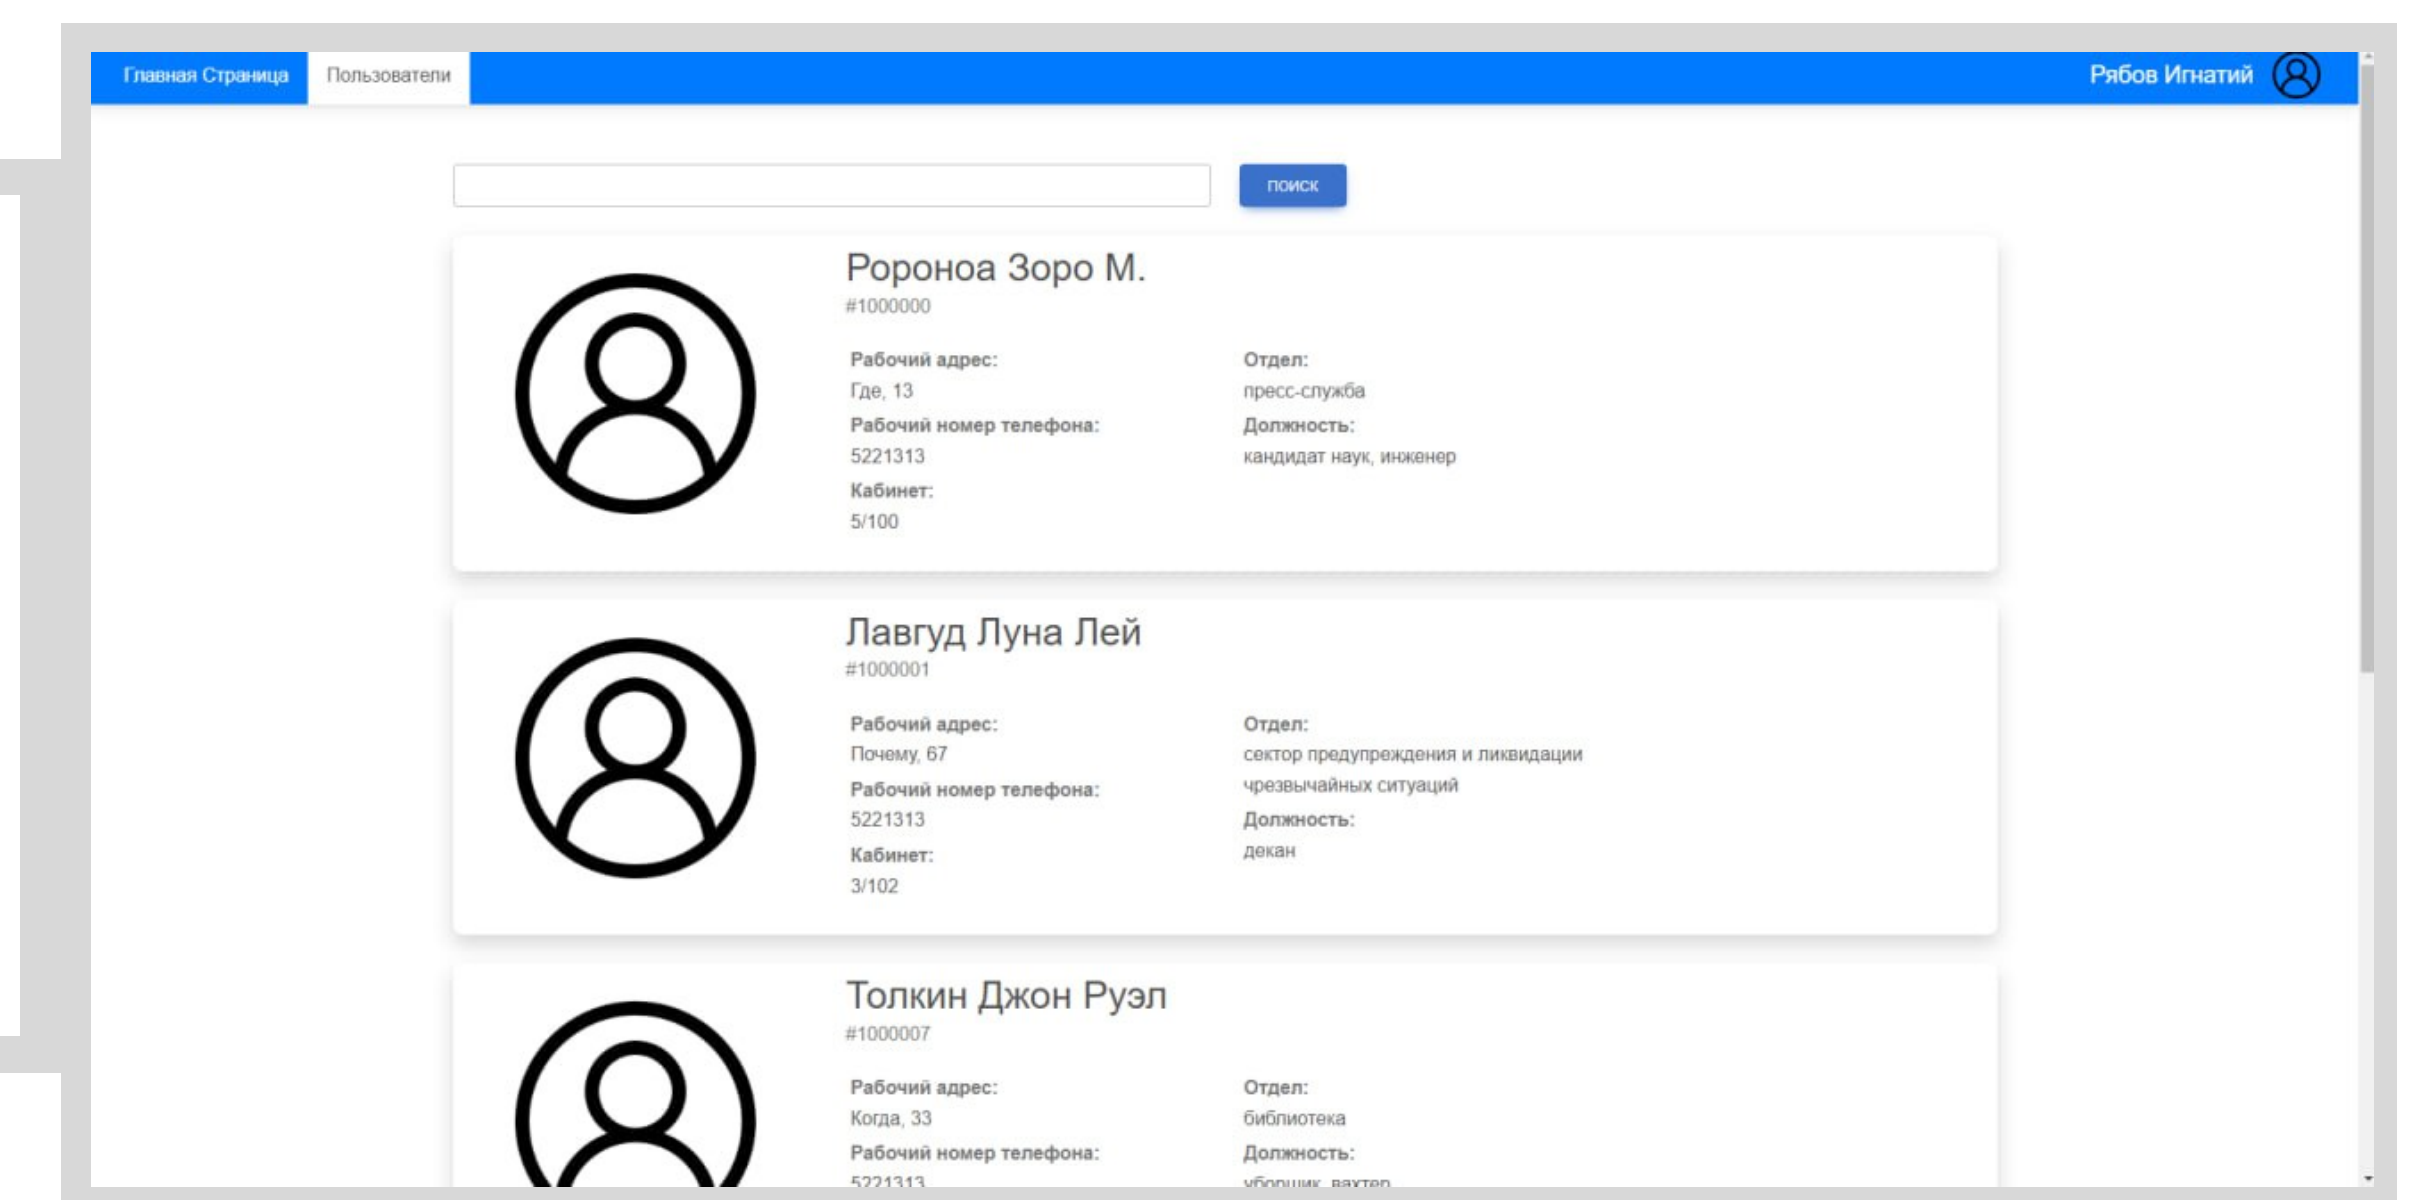 Главная Страница Пользователи Рябов Игнатий
ПОИСК
Ророноа Зоро М.
#1000000
Рабочий адрес: Отдел:
Где, 13 пресс-служба
Рабочий номер телефона: Должность:
5221313 кандидат наук, инженер
Кабинет:
5/100
Лавгуд Луна Лей
#1000001
Рабочий адрес: Отдел:
Почему, 67 сектор предупреждения и ликвидации
чрезвычайных ситуаций
Рабочий номер телефона: Должность:
5221313 декан
Кабинет:
3/102
Толкин Джон Руэл
#1000007
Рабочий адрес: Отдел:
Когда, 33 библиотека
Рабочий номер телефона: Должность:
5221313 уборщик, вахтер